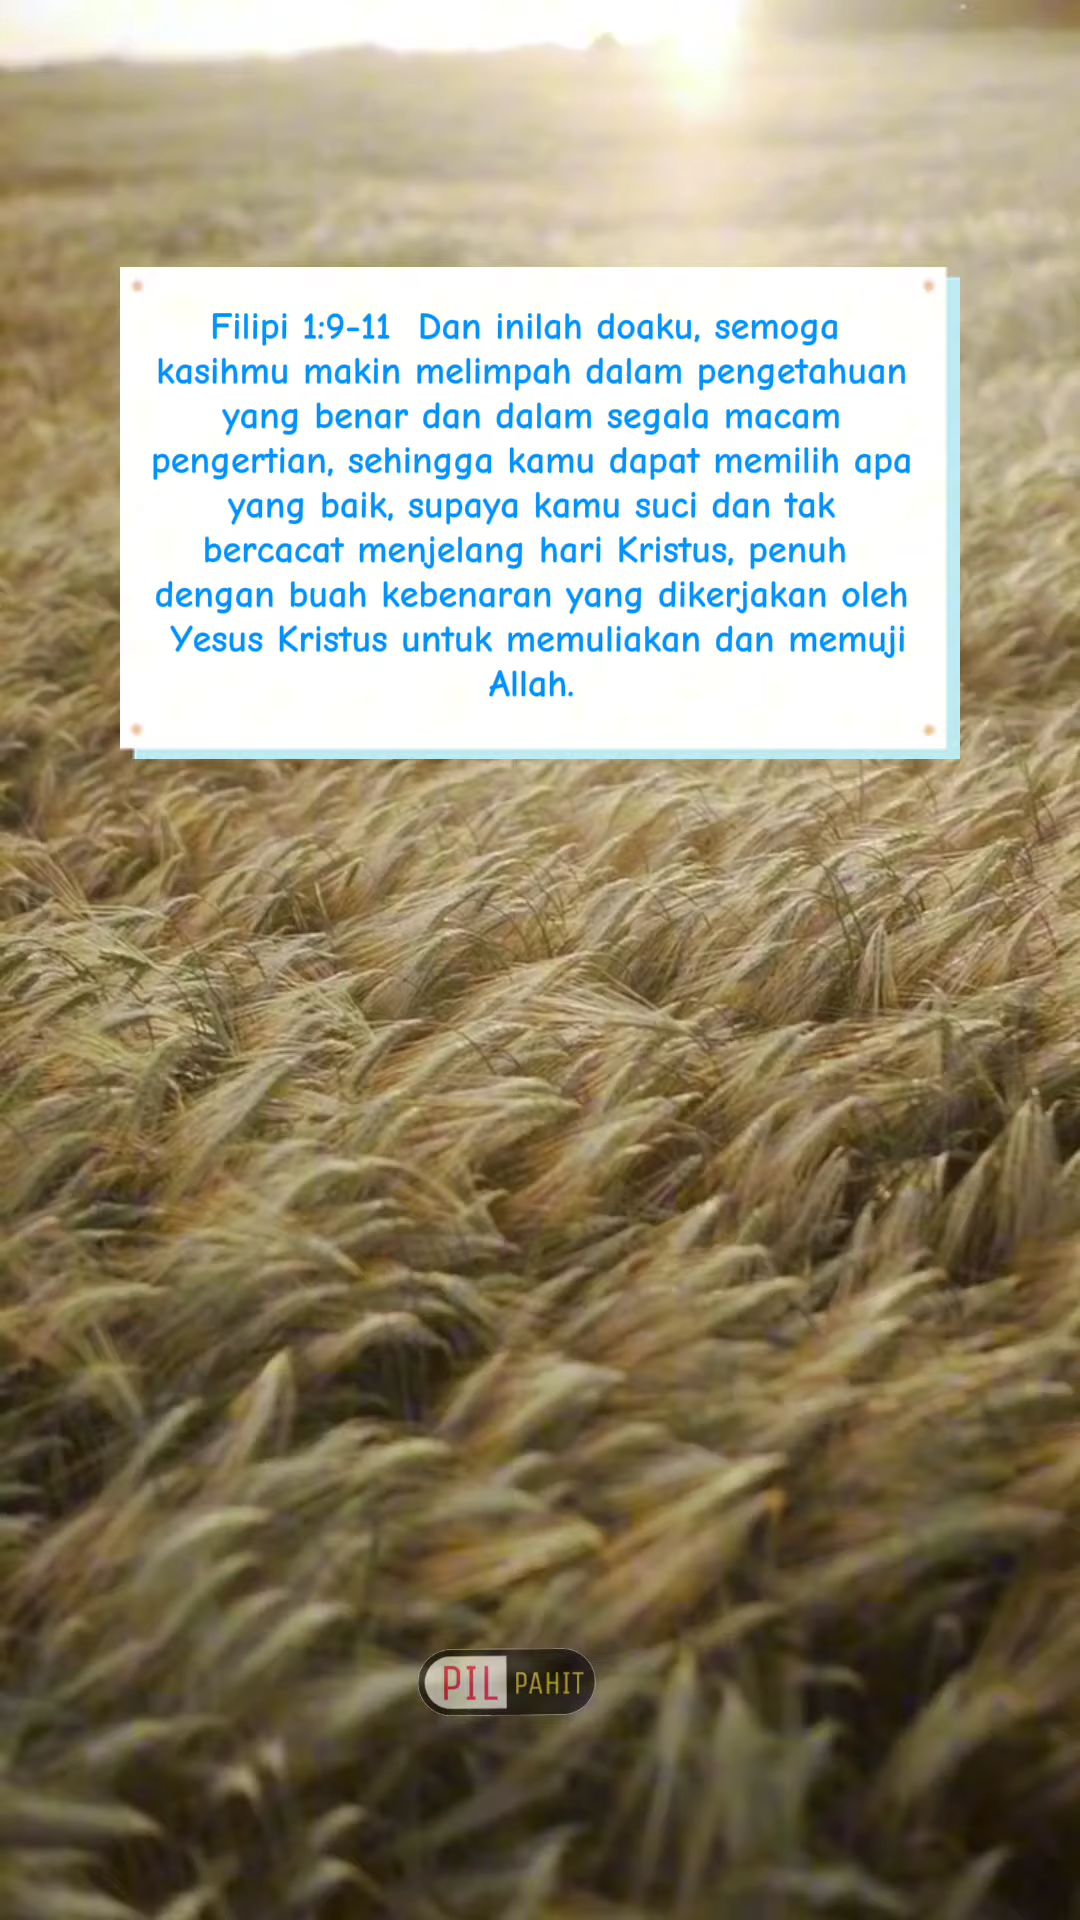 Filipi 1:9-11 Dan inilah doaku, semoga
kasihmu makin melimpah dalam pengetahuan
yang benar dan dalam segala macam
pengertian, sehingga kamu dapat memilih apa
yang baik, supaya kamu suci dan tak
bercacat menjelang hari Kristus, penuh
dengan buah kebenaran yang dikerjakan oleh
Yesus Kristus untuk memuliakan dan memuji
Allah.
PIL PAHIT